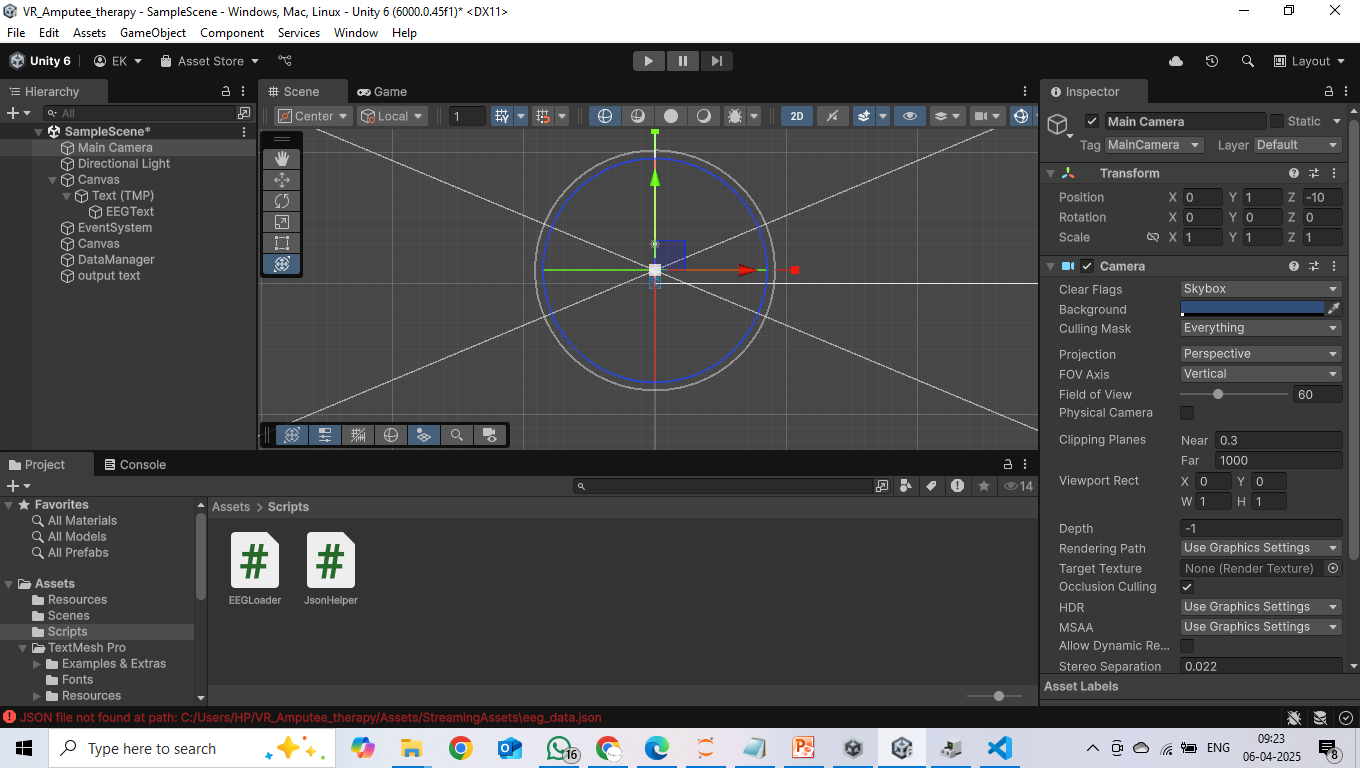 VR_Amputee_therapy - SampleScene - Windows, Mac, Linux - Unity 6 (6000.0.45f1)* <DX11>
File Edit Assets GameObject Component Services Window Help
Unity 6 EK Asset Store Layout
Hierarchy
All
SampleScene*
Main Camera
Directional Light
Canvas
Text (TMP)
EEGText
EventSystem
Canvas
DataManager
output text
Scene Game
Center Local 1 2D
Inspector
Main Camera Static
Tag MainCamera Layer Default
Transform
Position X 0 Y 1 Z -10
Rotation X 0 Y 0 Z 0
Scale X 1 Y 1 Z 1
Camera
Clear Flags Skybox
Background
Culling Mask Everything
Projection Perspective
FOV Axis Vertical
Field of View 60
Physical Camera
Clipping Planes Near 0.3
Far 1000
Viewport Rect X 0 Y 0
W 1 H 1
Depth -1
Rendering Path Use Graphics Settings
Target Texture None (Render Texture)
Occlusion Culling
HDR Use Graphics Settings
MSAA Use Graphics Settings
Allow Dynamic Re...
Stereo Separation 0.022
Asset Labels
Project Console
14
Favorites
All Materials
All Models
All Prefabs
Assets
Resources
Scenes
Scripts
TextMesh Pro
Examples & Extras
Fonts
Resources
Assets > Scripts
EEGLoader JsonHelper
JSON file not found at path: C:/Users/HP/VR_Amputee_therapy/Assets/StreamingAssets\eeg_data.json
Type here to search
16
ENG
09:23
06-04-2025
8